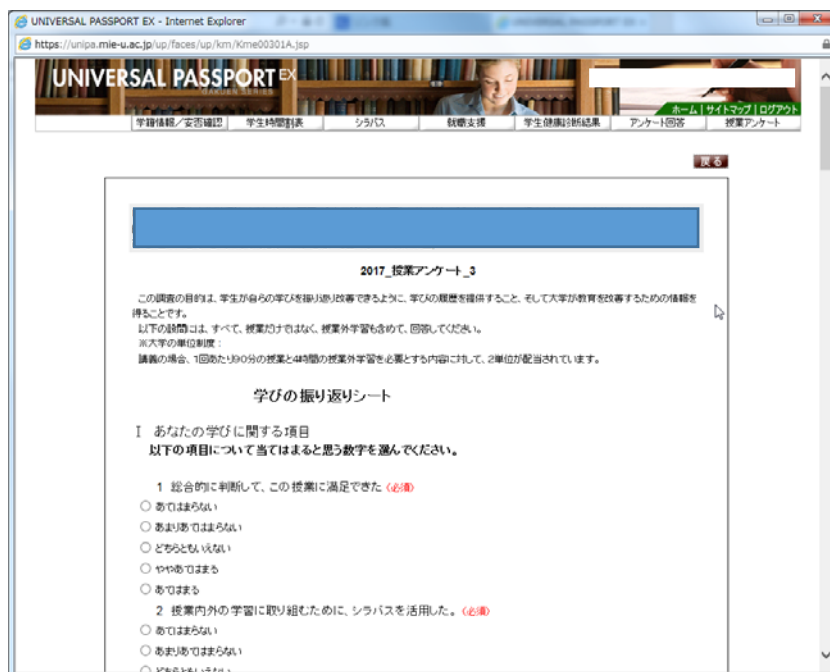 UNIVERSAL PASSPORT EX - Internet Explorer
https://unipa.mie-u.ac.jp/up/faces/up/km/Kme00301A.jsp
UNIVERSAL PASSPORT EX
GAKUEN SERIES
ホーム | サイトマップ | ログアウト
学籍情報/安否確認 学生時間割表 シラバス 就職支援 学生健康診断結果 アンケート回答 授業アンケート
戻る
2017_授業アンケート_3
この調査の目的は、学生が自らの学びを振り返り改善できるように、学びの履歴を提供すること、そして大学が教育を改善するための情報を
得ることです。
以下の設問には、すべて、授業だけではなく、授業外学習も含めて、回答してください。
※大学の単位制度:
講義の場合、1回あたり90分の授業と4時間の授業外学習を必要とする内容に対して、2単位が配当されています。
学びの振り返りシート
Ⅰ あなたの学びに関する項目
以下の項目について当てはまると思う数字を選んでください。
1 総合的に判断して、この授業に満足できた (必須)
あてはまらない
あまりあてはまらない
どちらともいえない
ややあてはまる
あてはまる
2 授業内外の学習に取り組むために、シラバスを活用した。(必須)
あてはまらない
あまりあてはまらない
どちらともいえない